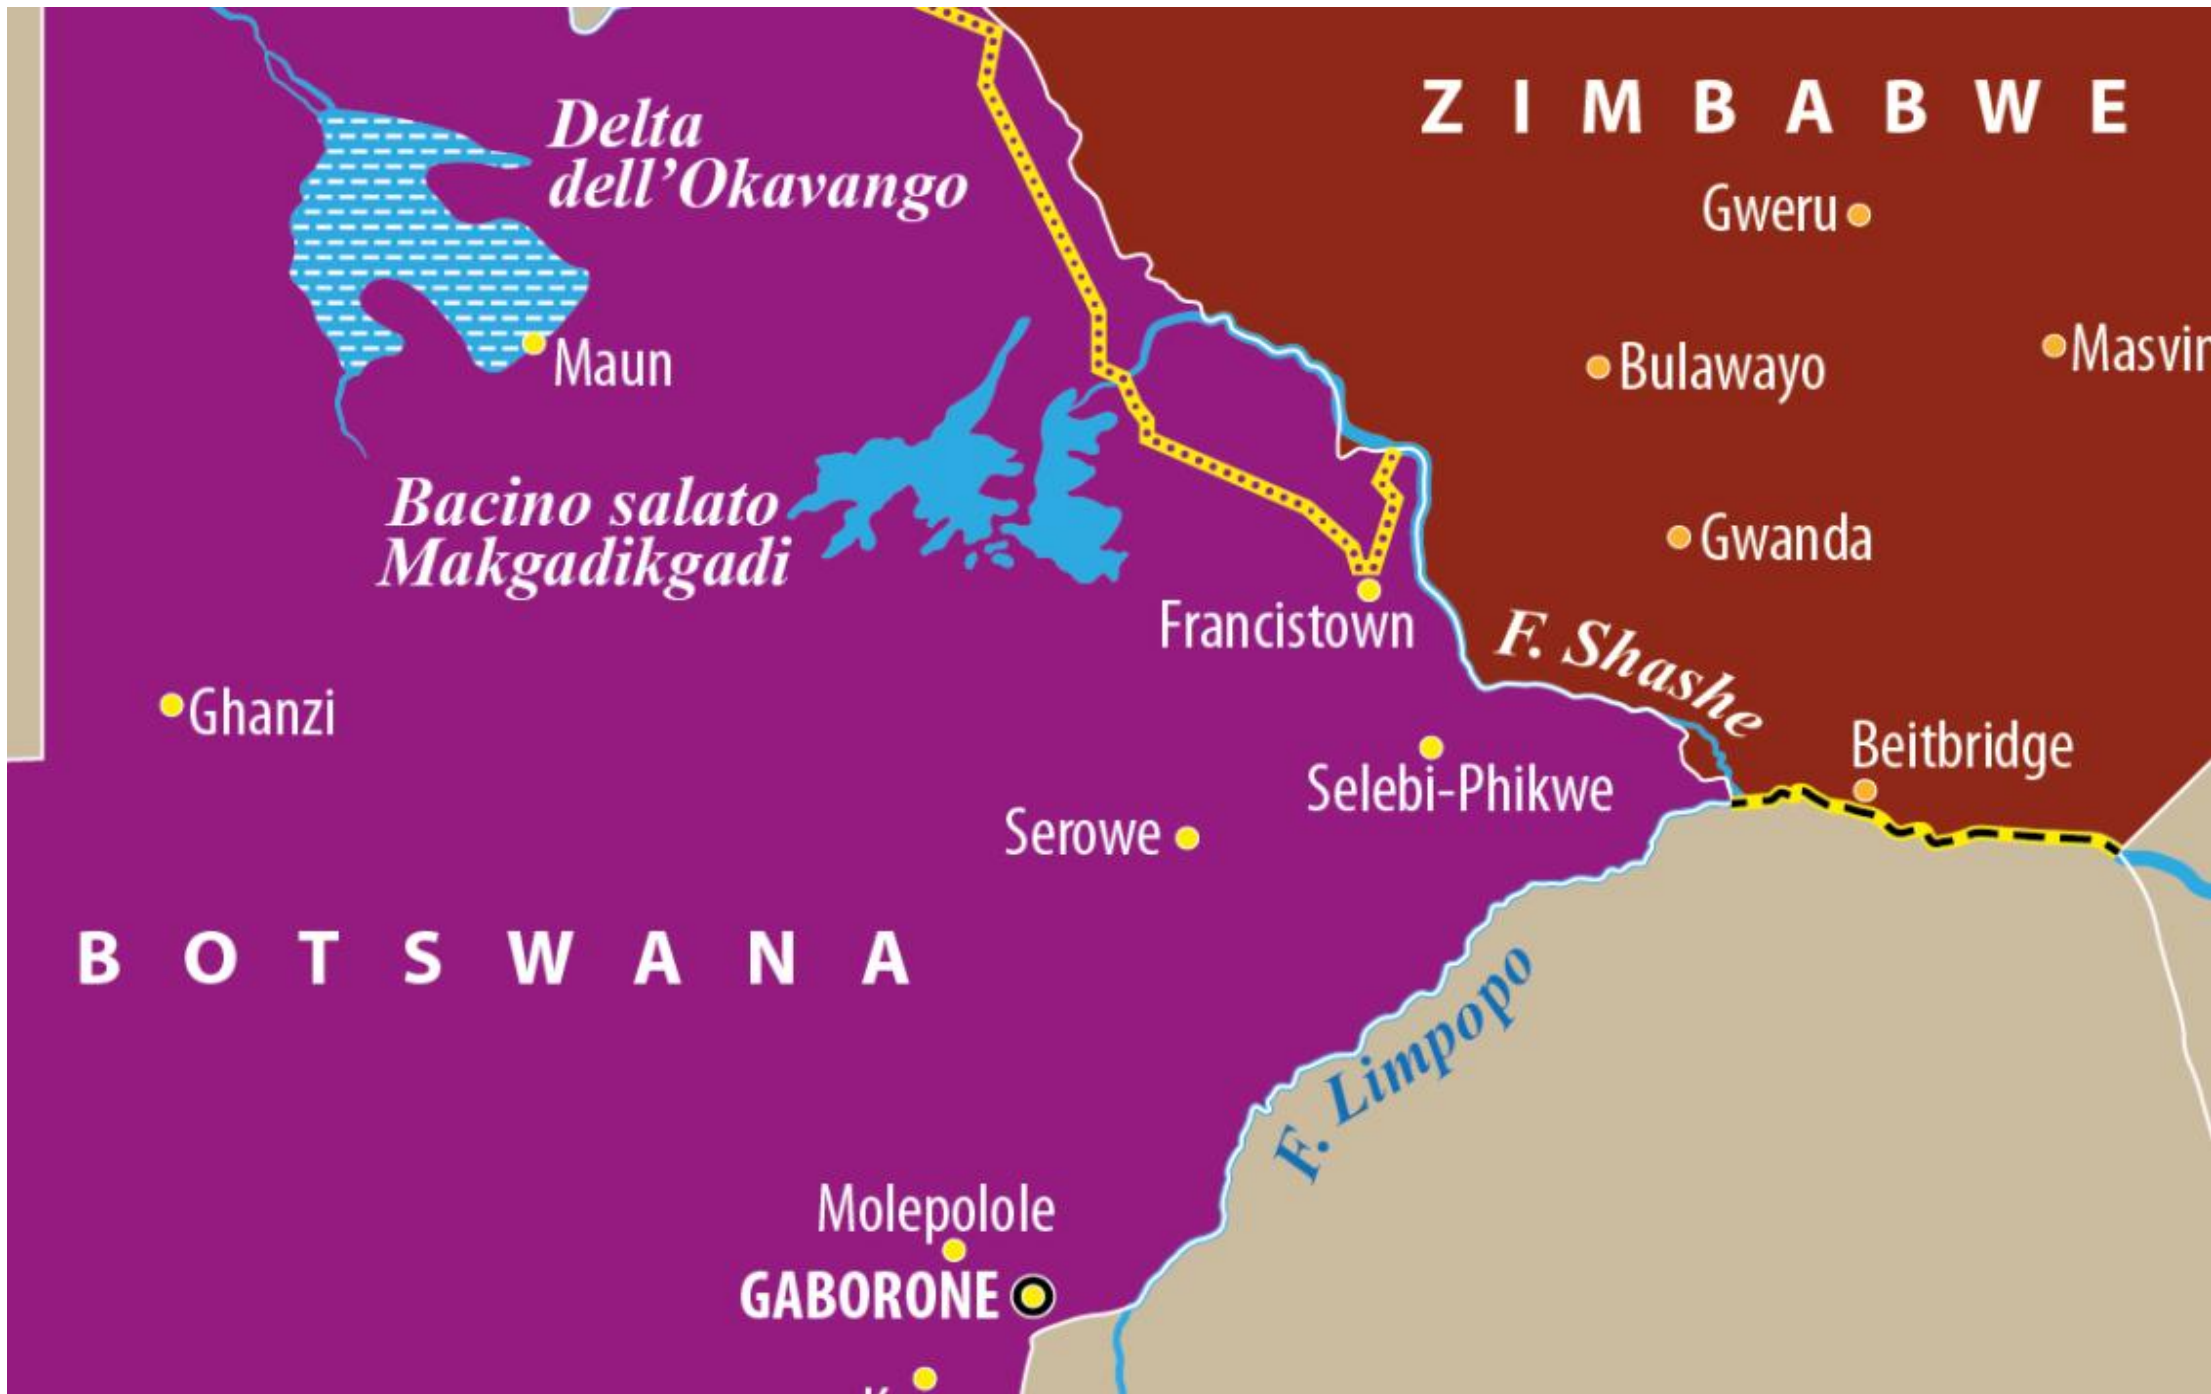 ZIMBABWE
Delta
dell'Okavango
Gweru
Maun
Bulawayo
Bacino salato
Makgadikgadi
Gwanda
Francistown
F. Shashe
Ghanzi
Beitbridge
Selebi-Phikwe
Serowe
BOTSWANA
F. Limpopo
Molepolole
GABORONE